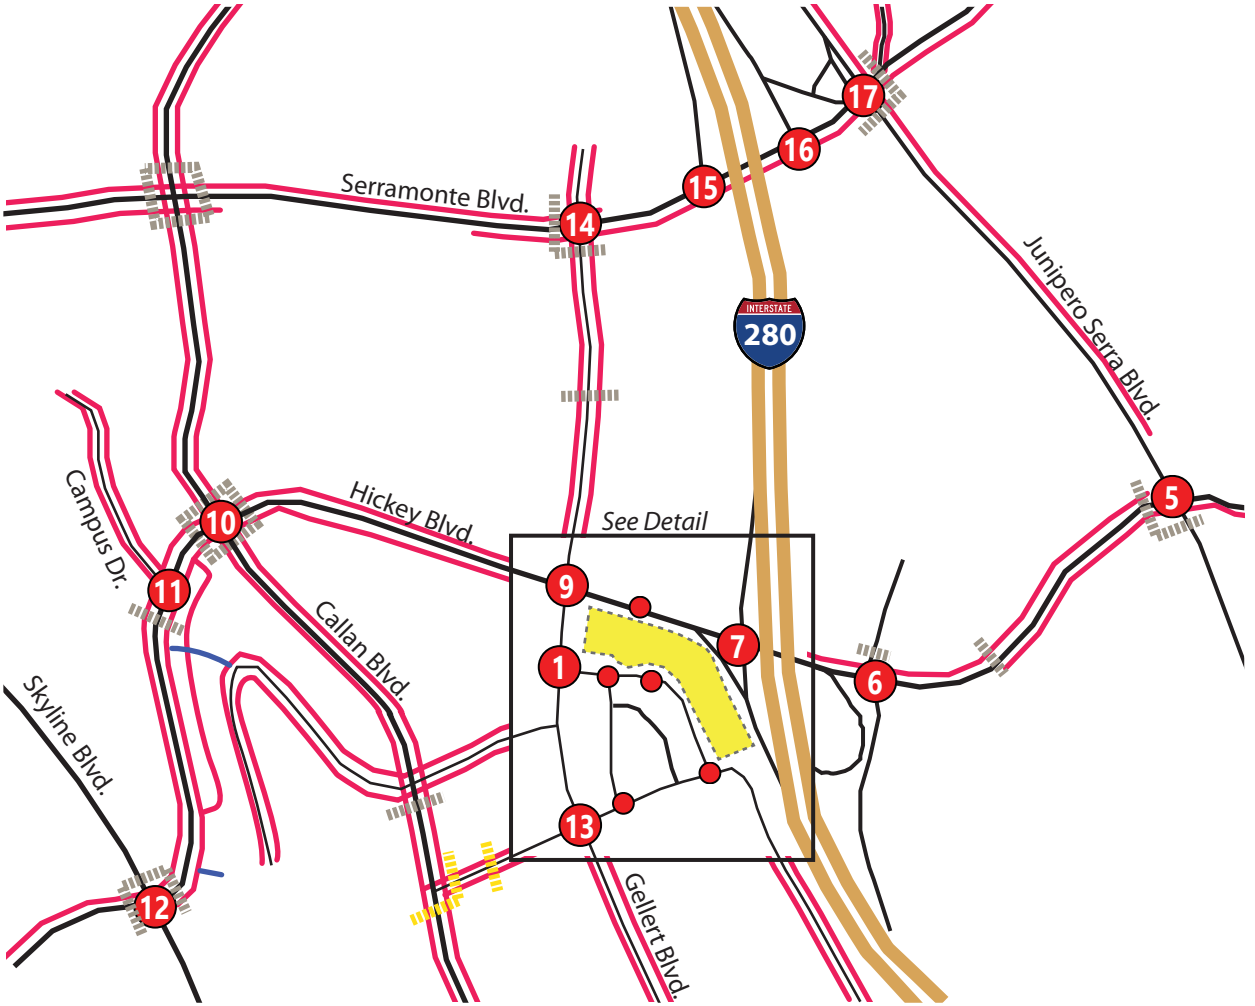 17
16
15
Serramonte Blvd.
14
Junipero Serra Blvd.
INTERSTATE
280
Campus Dr.
10
Hickey Blvd.
See Detail
5
11
9
Callan Blvd.
7
1
6
Skyline Blvd.
13
12
Gellert Blvd.